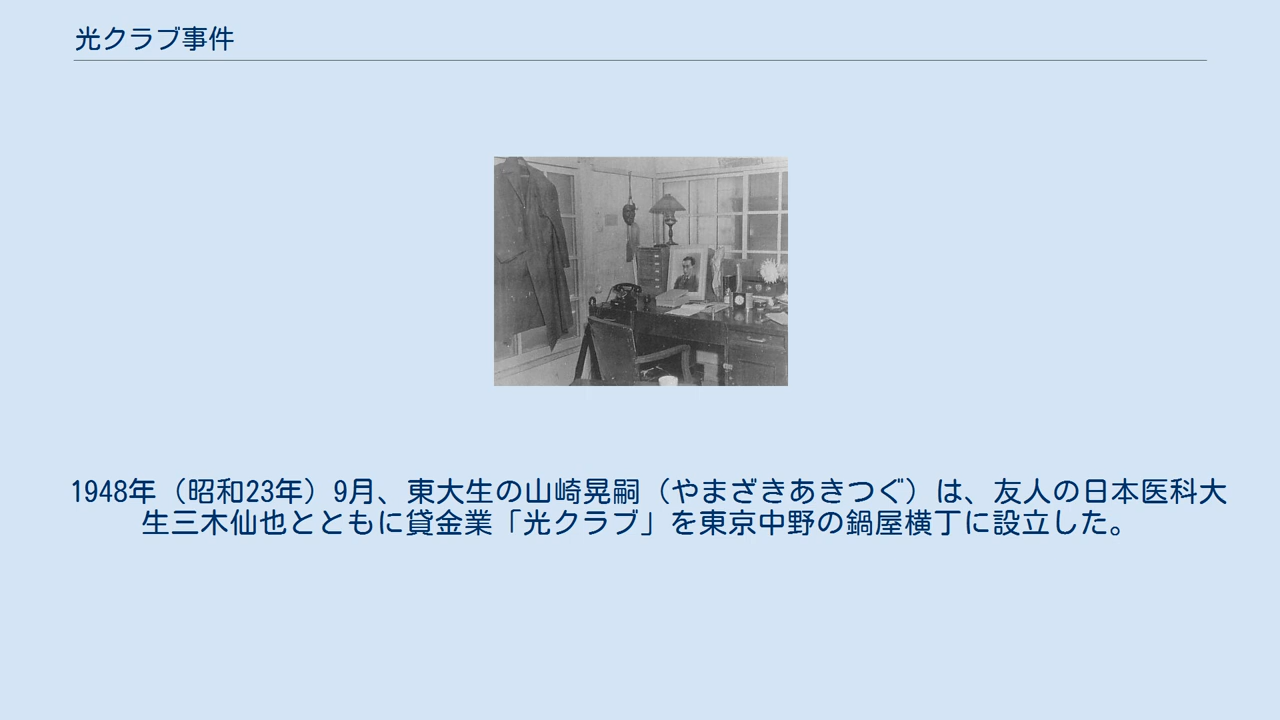 光クラブ事件
1948年（昭和23年）9月、東大生の山崎晃嗣（やまざきあきつぐ）は、友人の日本医科大
生三木仙也とともに貸金業「光クラブ」を東京中野の鍋屋横丁に設立した。